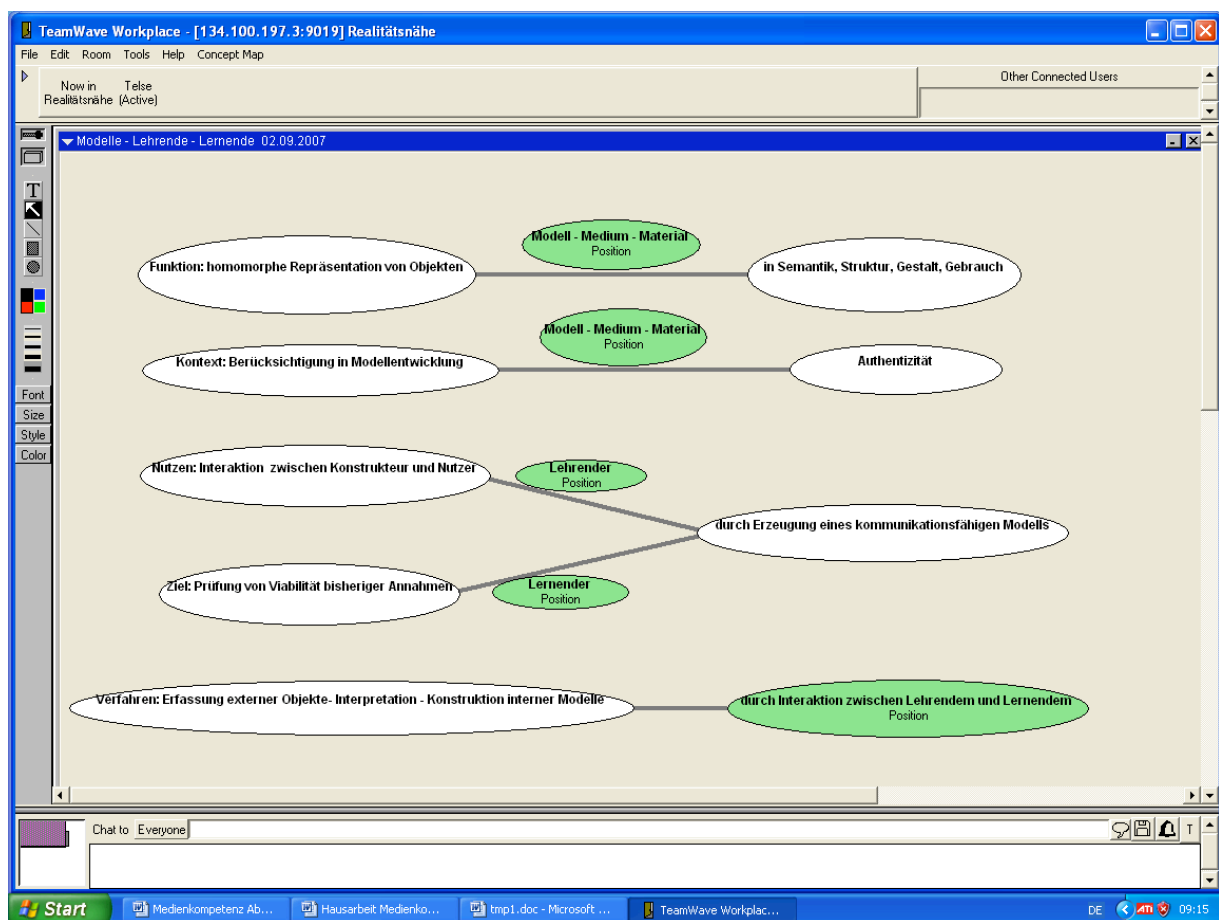 TeamWave Workplace - [134.100.197.3:9019] Realitätsnähe
File Edit Room Tools Help Concept Map
Now in Realitätsnähe
Telse (Active)
Other Connected Users
Modelle - Lehrende - Lernende 02.09.2007
T
Font
Size
Style
Color
Modell - Medium - Material
Position
Funktion: homomorphe Repräsentation von Objekten
in Semantik, Struktur, Gestalt, Gebrauch
Modell - Medium - Material
Position
Kontext: Berücksichtigung in Modellentwicklung
Authentizität
Nutzen: Interaktion zwischen Konstrukteur und Nutzer
Lehrender
Position
durch Erzeugung eines kommunikationsfähigen Modells
Ziel: Prüfung von Viabilität bisheriger Annahmen
Lernender
Position
Verfahren: Erfassung externer Objekte- Interpretation - Konstruktion interner Modelle
durch Interaktion zwischen Lehrendem und Lernendem
Position
Chat to Everyone
T
Start
Medienkompetenz Ab...
Hausarbeit Medienko...
tmp1.doc - Microsoft ...
TeamWave Workplac...
DE
ATI
09:15